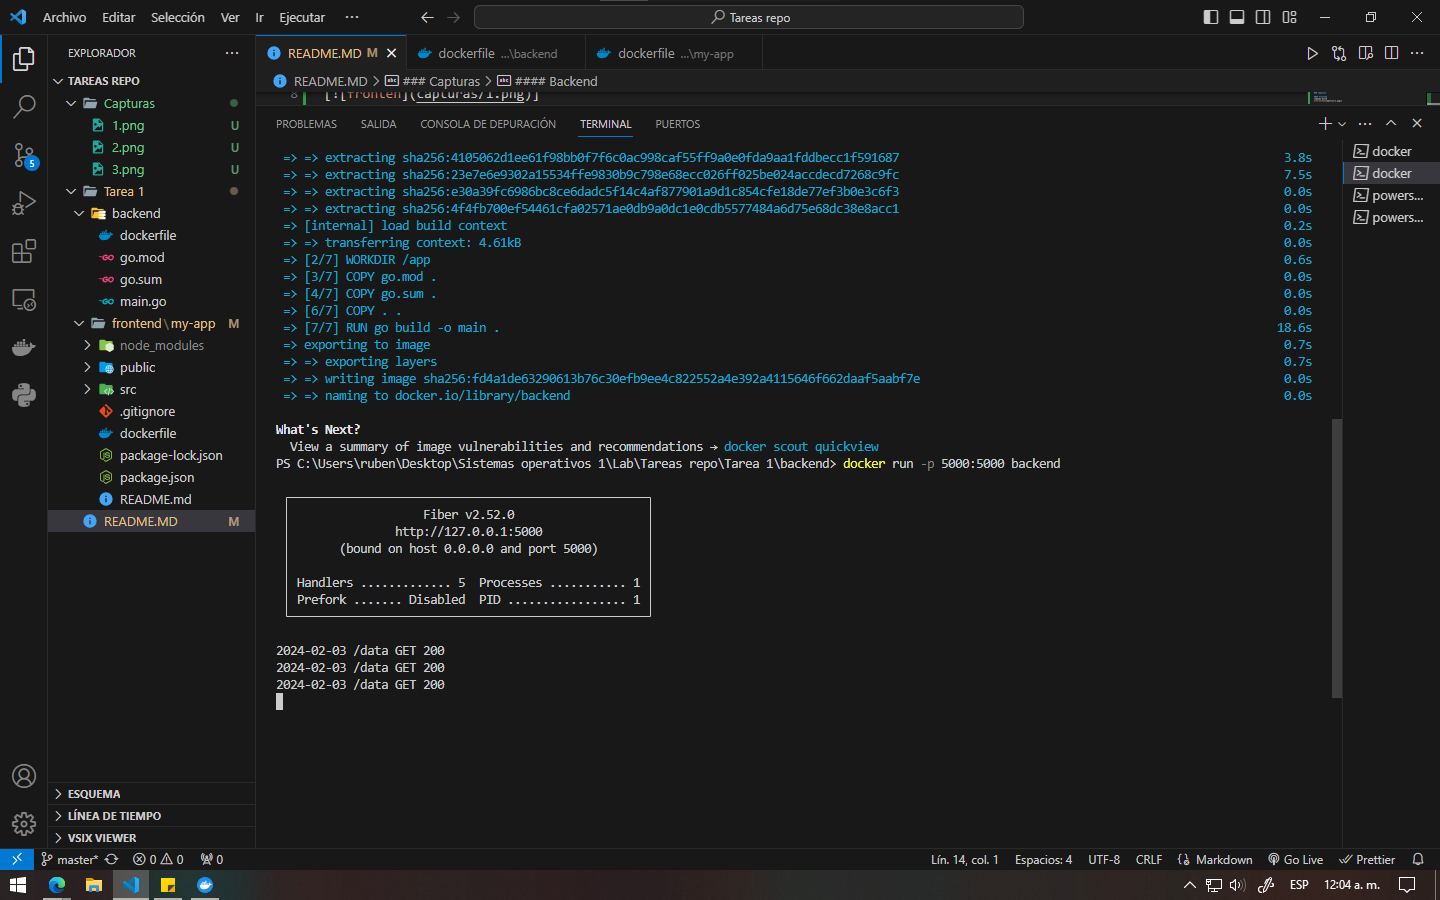 Archivo Editar Selección Ver Ir Ejecutar ···
Tareas repo
EXPLORADOR ···
TAREAS REPO
Capturas
1.png U
2.png U
3.png U
Tarea 1
backend
dockerfile
go.mod
go.sum
main.go
frontend\my-app M
node_modules
public
src
.gitignore
dockerfile
package-lock.json
package.json
README.md
README.MD M
ESQUEMA
LÍNEA DE TIEMPO
VSIX VIEWER
5
README.MD M
dockerfile ...\backend
dockerfile ...\my-app
README.MD > ### Capturas > #### Backend
8 [![fronten](capturas/1.png)]
PROBLEMAS SALIDA CONSOLA DE DEPURACIÓN TERMINAL PUERTOS
=> => extracting sha256:4105062d1ee61f98bb0f7f6c0ac998caf55ff9a0e0fda9aa1fddbecc1f591687 3.8s
=> => extracting sha256:23e7e6e9302a15534ffe9830b9c798e68ecc026ff025be024accdecd7268c9fc 7.5s
=> => extracting sha256:e30a39fc6986bc8ce6dadc5f14c4af877901a9d1c854cfe18de77ef3b0e3c6f3 0.0s
=> => extracting sha256:4f4fb700ef54461cfa02571ae0db9a0dc1e0cdb5577484a6d75e68dc38e8acc1 0.0s
=> [internal] load build context 0.2s
=> => transferring context: 4.61kB 0.0s
=> [2/7] WORKDIR /app 0.6s
=> [3/7] COPY go.mod . 0.0s
=> [4/7] COPY go.sum . 0.0s
=> [6/7] COPY . . 0.0s
=> [7/7] RUN go build -o main . 18.6s
=> exporting to image 0.7s
=> => exporting layers 0.7s
=> => writing image sha256:fd4a1de63290613b76c30efb9ee4c822552a4e392a4115646f662daaf5aabf7e 0.0s
=> => naming to docker.io/library/backend 0.0s
What's Next?
View a summary of image vulnerabilities and recommendations → docker scout quickview
PS C:\Users\ruben\Desktop\Sistemas operativos 1\Lab\Tareas repo\Tarea 1\backend> docker run -p 5000:5000 backend
Fiber v2.52.0
http://127.0.0.1:5000
(bound on host 0.0.0.0 and port 5000)
Handlers ............. 5 Processes ........... 1
Prefork ....... Disabled PID ................. 1
2024-02-03 /data GET 200
2024-02-03 /data GET 200
2024-02-03 /data GET 200
docker
docker
powers...
powers...
master* 0 0 0
Lín. 14, col. 1 Espacios: 4 UTF-8 CRLF Markdown Go Live Prettier
ESP 12:04 a. m.